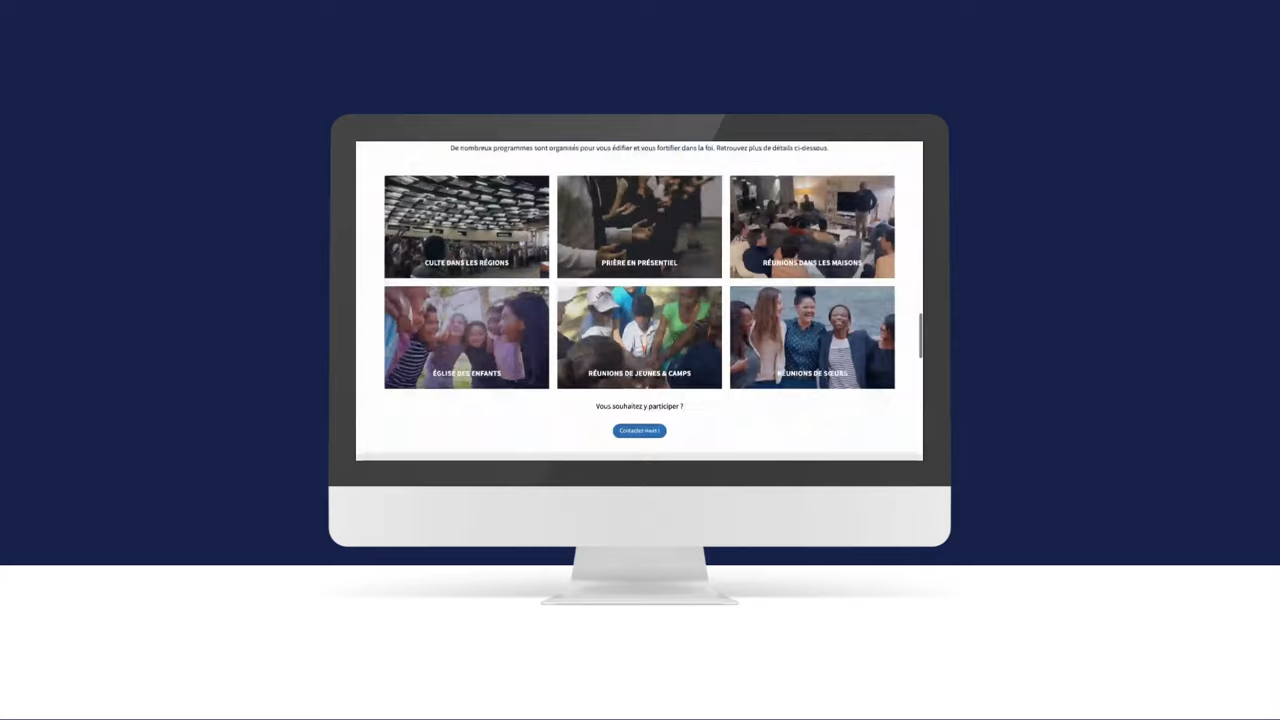 De nombreux programmes sont organisés pour vous édifier et vous fortifier dans la foi. Retrouvez plus de détails ci-dessous.
CULTE DANS LES RÉGIONS
PRIÈRE EN PRÉSENTIEL
RÉUNIONS DANS LES MAISONS
ÉGLISE DES ENFANTS
RÉUNIONS DE JEUNES & CAMPS
RÉUNIONS DE SŒURS
Vous souhaitez y participer ?
Contactez-nous !